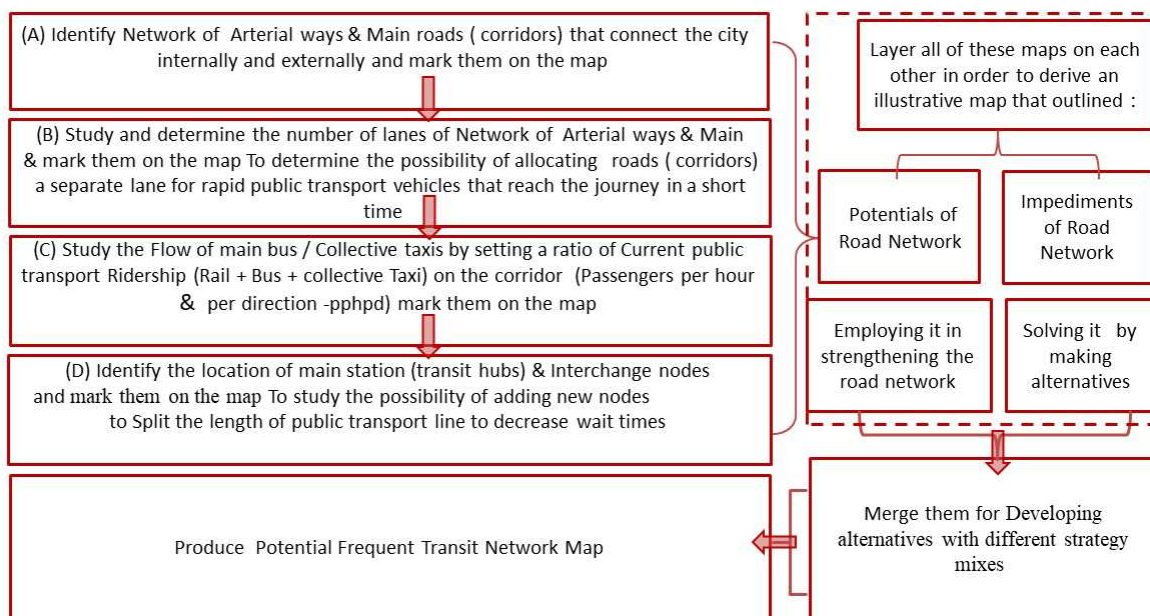 (A) Identify Network of Arterial ways & Main roads ( corridors) that connect the city
internally and externally and mark them on the map
(B) Study and determine the number of lanes of Network of Arterial ways & Main
& mark them on the map To determine the possibility of allocating roads ( corridors)
a separate lane for rapid public transport vehicles that reach the journey in a short
time
(C) Study the Flow of main bus / Collective taxis by setting a ratio of Current public
transport Ridership (Rail + Bus + collective Taxi) on the corridor (Passengers per hour
& per direction -pphpd) mark them on the map
(D) Identify the location of main station (transit hubs) & Interchange nodes
and mark them on the map To study the possibility of adding new nodes
to Split the length of public transport line to decrease wait times
Layer all of these maps on each
other in order to derive an
illustrative map that outlined :
Potentials of
Road Network
Impediments
of Road
Network
Employing it in
strengthening the
road network
Solving it by
making
alternatives
Merge them for Developing
alternatives with different strategy
mixes
Produce Potential Frequent Transit Network Map